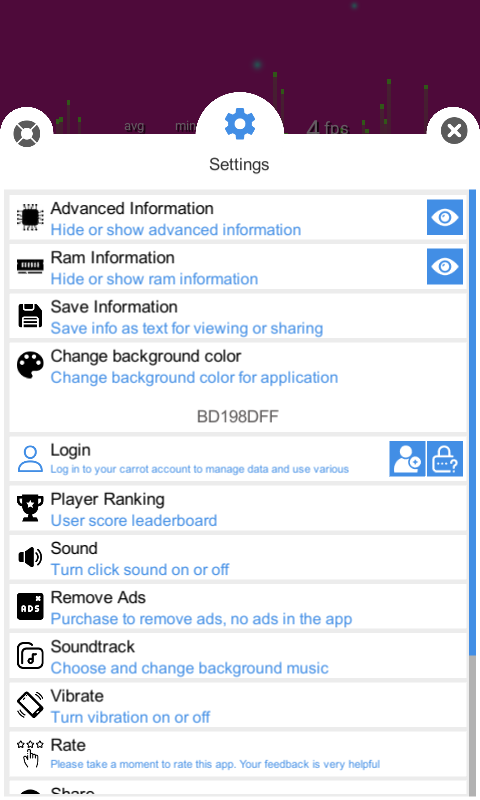 avg
min
4 fps
Settings
Advanced Information
Hide or show advanced information
Ram Information
Hide or show ram information
Save Information
Save info as text for viewing or sharing
Change background color
Change background color for application
BD198DFF
Login
Log in to your carrot account to manage data and use various
Player Ranking
User score leaderboard
Sound
Turn click sound on or off
ADS
Remove Ads
Purchase to remove ads, no ads in the app
Soundtrack
Choose and change background music
Vibrate
Turn vibration on or off
Rate
Please take a moment to rate this app. Your feedback is very helpful
Share